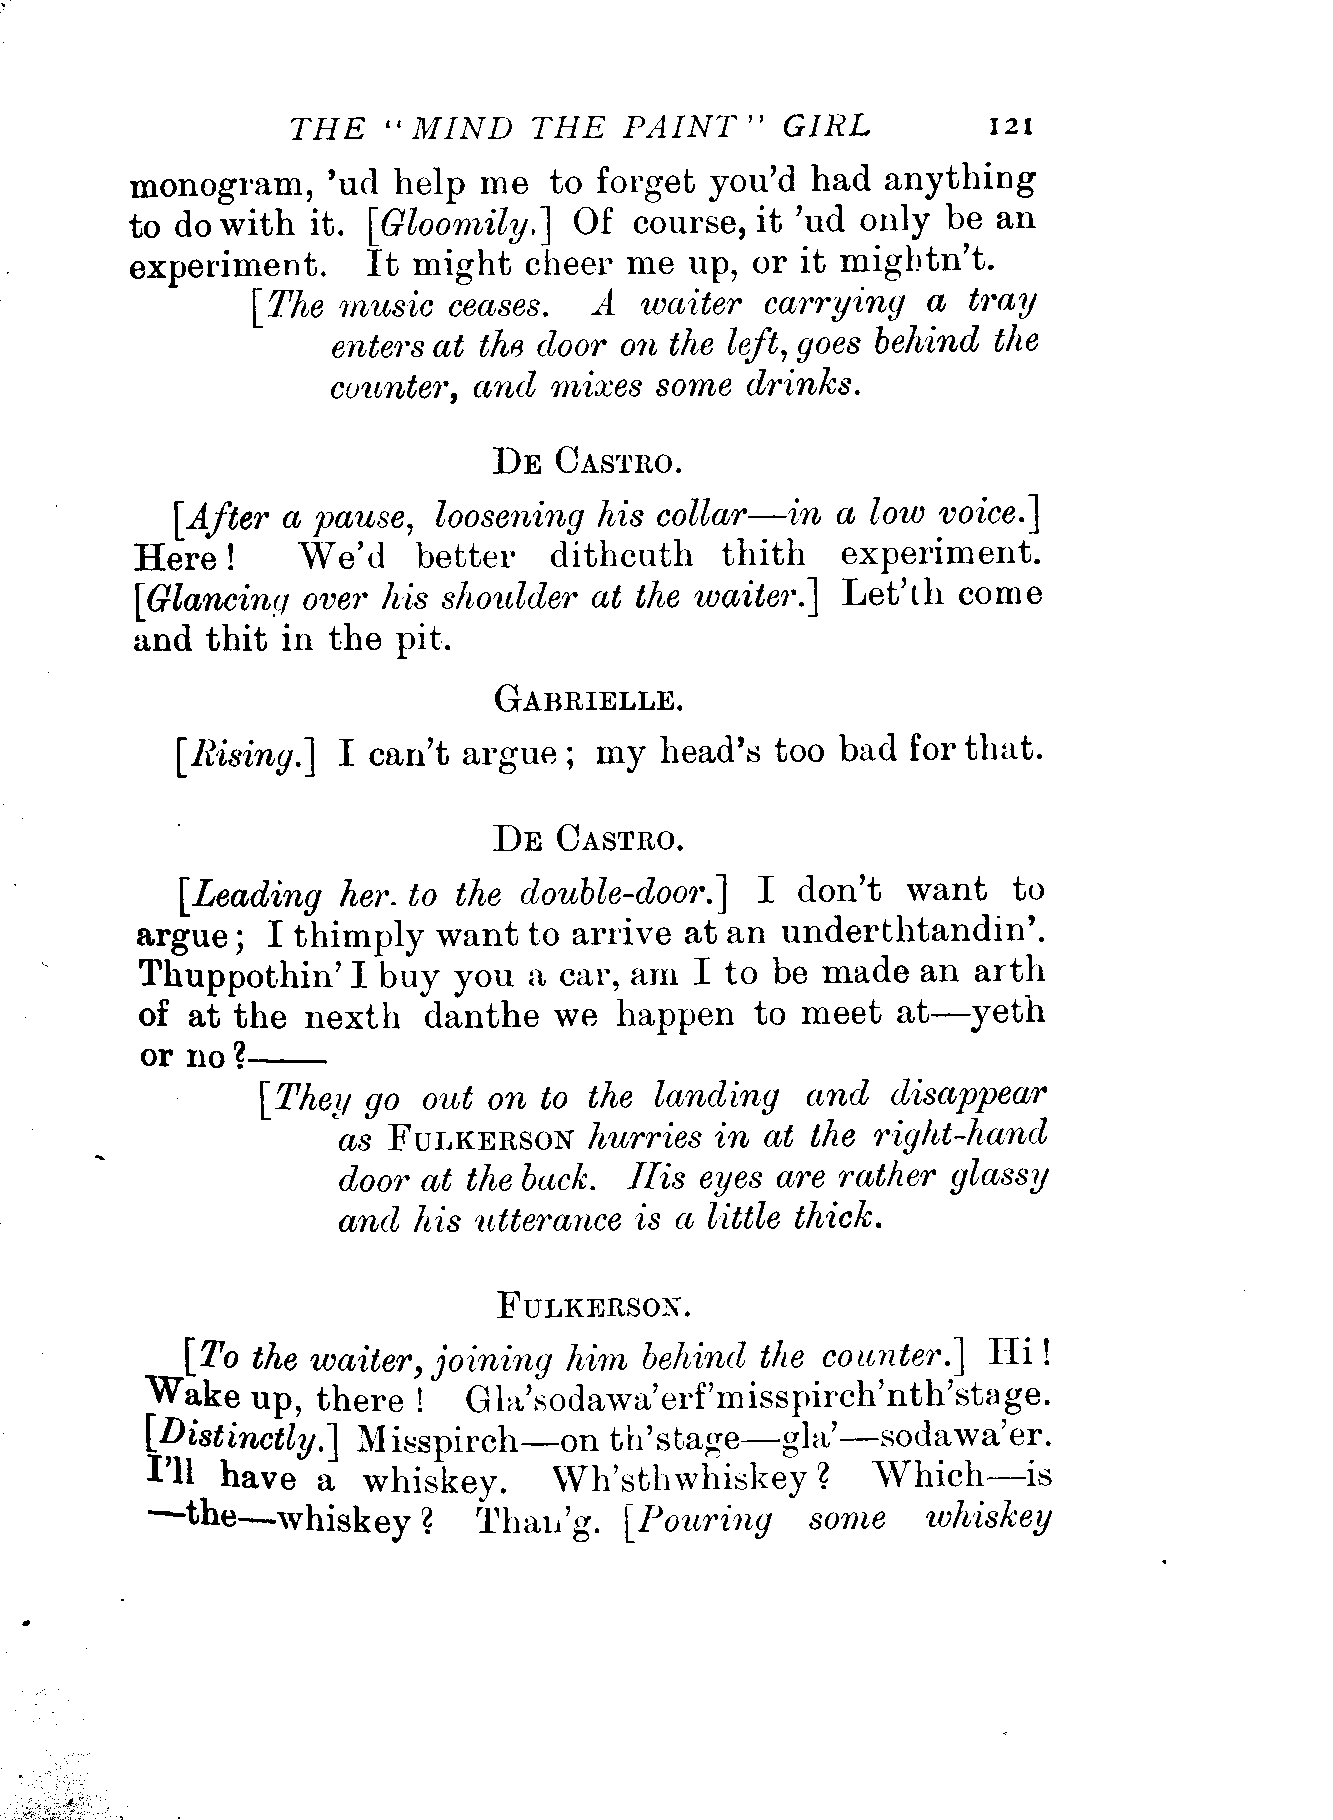 THE "MIND THE PAINT" GIRL 121
monogram, 'ud help me to forget you'd had anything
to do with it. [Gloomily.] Of course, it 'ud only be an
experiment. It might cheer me up, or it mightn't.
[The music ceases. A waiter carrying a tray
enters at the door on the left, goes behind the
counter, and mixes some drinks.
DE CASTRO.
[After a pause, loosening his collar—in a low voice.]
Here! We'd better dithcuth thith experiment.
[Glancing over his shoulder at the waiter.] Let'th come
and thit in the pit.
GABRIELLE.
[Rising.] I can't argue; my head's too bad for that.
DE CASTRO.
[Leading her to the double-door.] I don't want to
argue; I thimply want to arrive at an underthtandin'.
Thuppothin' I buy you a car, am I to be made an arth
of at the nexth danthe we happen to meet at—yeth
or no?——
[They go out on to the landing and disappear
as FULKERSON hurries in at the right-hand
door at the back. His eyes are rather glassy
and his utterance is a little thick.
FULKERSON.
[To the waiter, joining him behind the counter.] Hi!
Wake up, there! Gla'sodawa'erf'misspirch'nth'stage.
[Distinctly.] Misspirch—on th'stage—gla'—sodawa'er.
I'll have a whiskey. Wh'sthwhiskey? Which—is
—the—whiskey? Than'g. [Pouring some whiskey